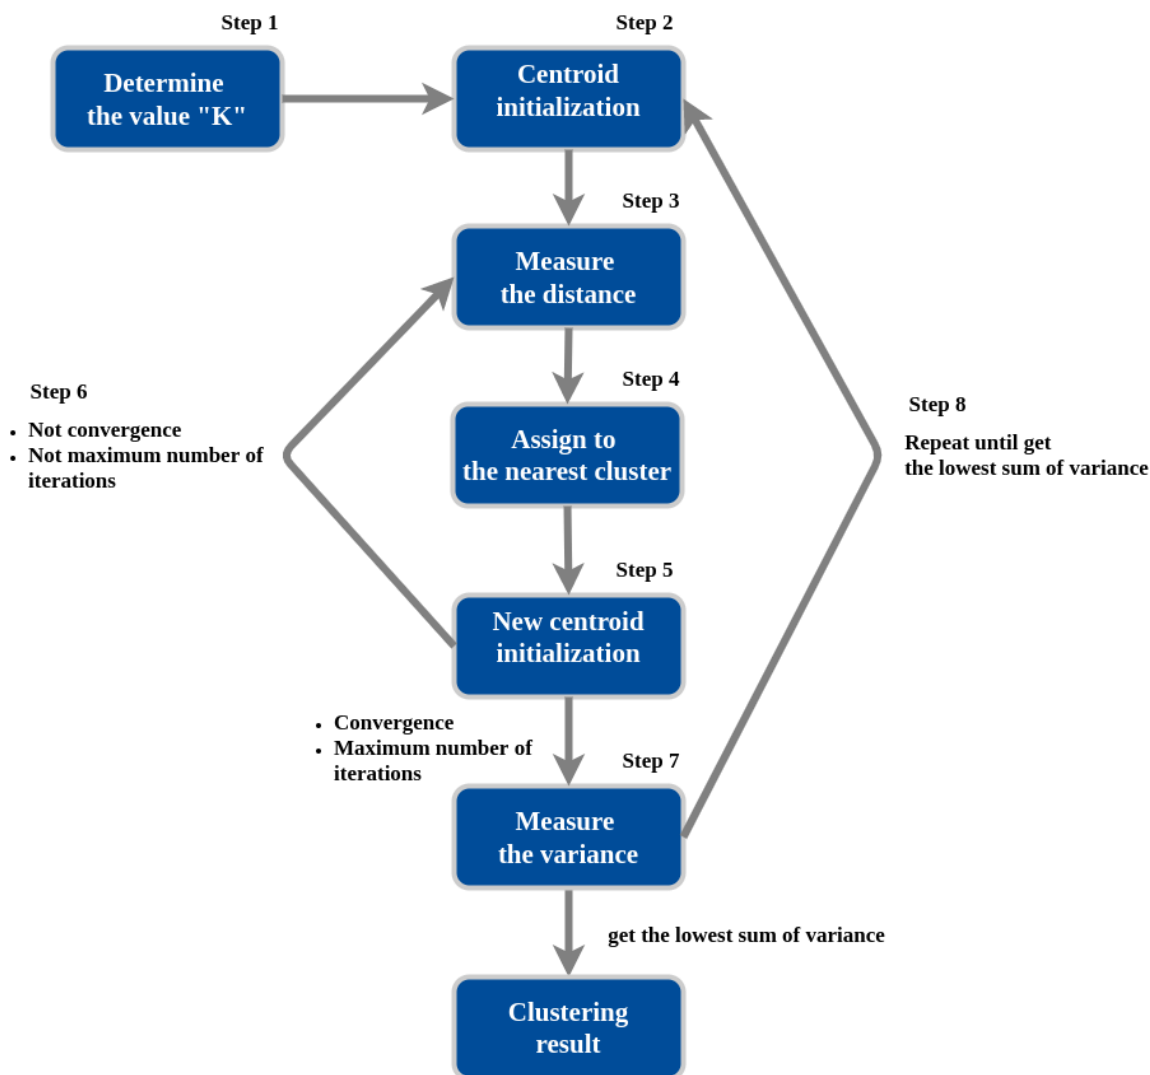 Step 1
Determine
the value "K"
Step 2
Centroid
initialization
Step 3
Measure
the distance
Step 4
Assign to
the nearest cluster
Step 5
New centroid
initialization
Step 6
• Not convergence
• Not maximum number of
iterations
• Convergence
• Maximum number of
iterations
Step 7
Measure
the variance
Step 8
Repeat until get
the lowest sum of variance
get the lowest sum of variance
Clustering
result